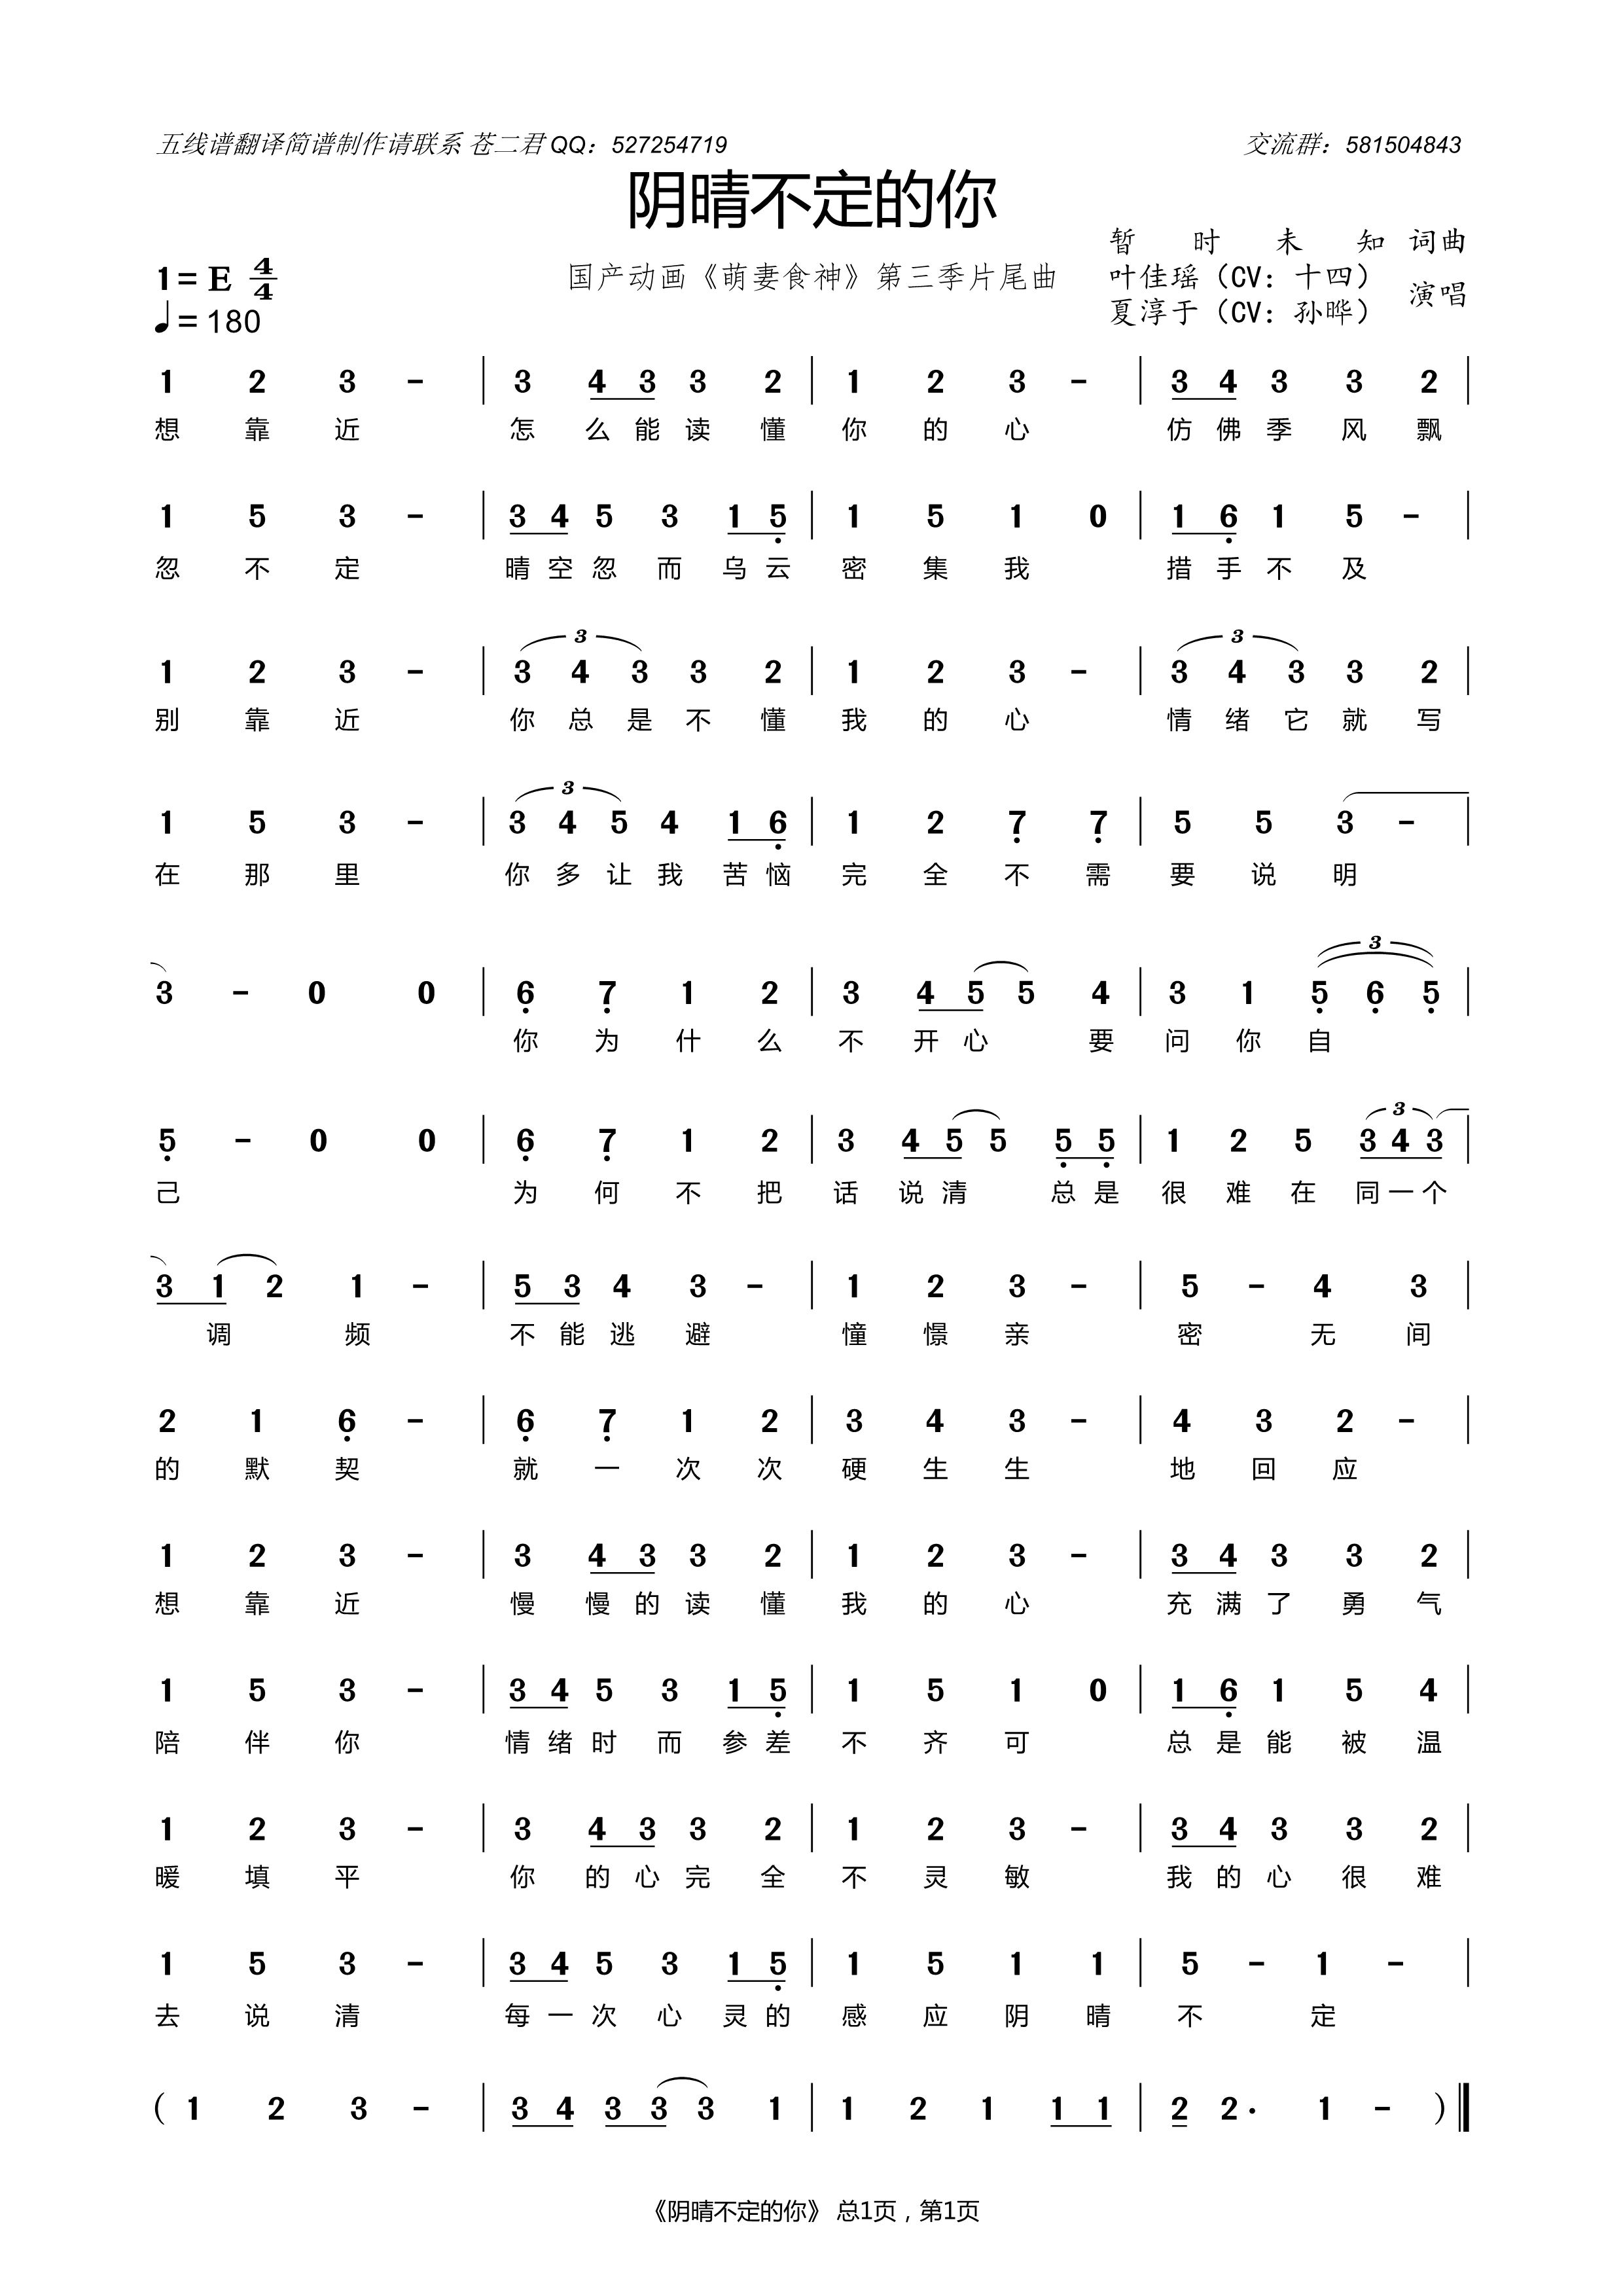 五线谱翻译简谱制作请联系 苍二君 QQ：527254719 交流群：581504843
阴晴不定的你
暂时未知 词曲
1=E 4/4 国产动画《萌妻食神》第三季片尾曲 叶佳瑶（CV：十四）
♩=180 夏淳于（CV：孙晔） 演唱
1 2 3 - | 3 4 3 3 2 | 1 2 3 - | 3 4 3 3 2 |
想 靠 近 怎 么 能 读 懂 你 的 心 仿 佛 季 风 飘
1 5 3 - | 3 4 5 3 1 5 | 1 5 1 0 | 1 6 1 5 - |
忽 不 定 晴 空 忽 而 乌 云 密 集 我 措 手 不 及
3 3
1 2 3 - | 3 4 3 3 2 | 1 2 3 - | 3 4 3 3 2 |
别 靠 近 你 总 是 不 懂 我 的 心 情 绪 它 就 写
3
1 5 3 - | 3 4 5 4 1 6 | 1 2 7 7 | 5 5 3 - |
在 那 里 你 多 让 我 苦 恼 完 全 不 需 要 说 明
3
3 - 0 0 | 6 7 1 2 | 3 4 5 5 4 | 3 1 5 6 5 |
你 为 什 么 不 开 心 要 问 你 自
3
5 - 0 0 | 6 7 1 2 | 3 4 5 5 5 5 | 1 2 5 3 4 3 |
己 为 何 不 把 话 说 清 总 是 很 难 在 同 一 个
3 1 2 1 - | 5 3 4 3 - | 1 2 3 - | 5 - 4 3 |
调 频 不 能 逃 避 憧 憬 亲 密 无 间
2 1 6 - | 6 7 1 2 | 3 4 3 - | 4 3 2 - |
的 默 契 就 一 次 次 硬 生 生 地 回 应
1 2 3 - | 3 4 3 3 2 | 1 2 3 - | 3 4 3 3 2 |
想 靠 近 慢 慢 的 读 懂 我 的 心 充 满 了 勇 气
1 5 3 - | 3 4 5 3 1 5 | 1 5 1 0 | 1 6 1 5 4 |
陪 伴 你 情 绪 时 而 参 差 不 齐 可 总 是 能 被 温
1 2 3 - | 3 4 3 3 2 | 1 2 3 - | 3 4 3 3 2 |
暖 填 平 你 的 心 完 全 不 灵 敏 我 的 心 很 难
1 5 3 - | 3 4 5 3 1 5 | 1 5 1 1 | 5 - 1 - |
去 说 清 每 一 次 心 灵 的 感 应 阴 晴 不 定
( 1 2 3 - | 3 4 3 3 3 1 | 1 2 1 1 1 | 2 2. 1 - ) ‖
《阴晴不定的你》 总1页，第1页